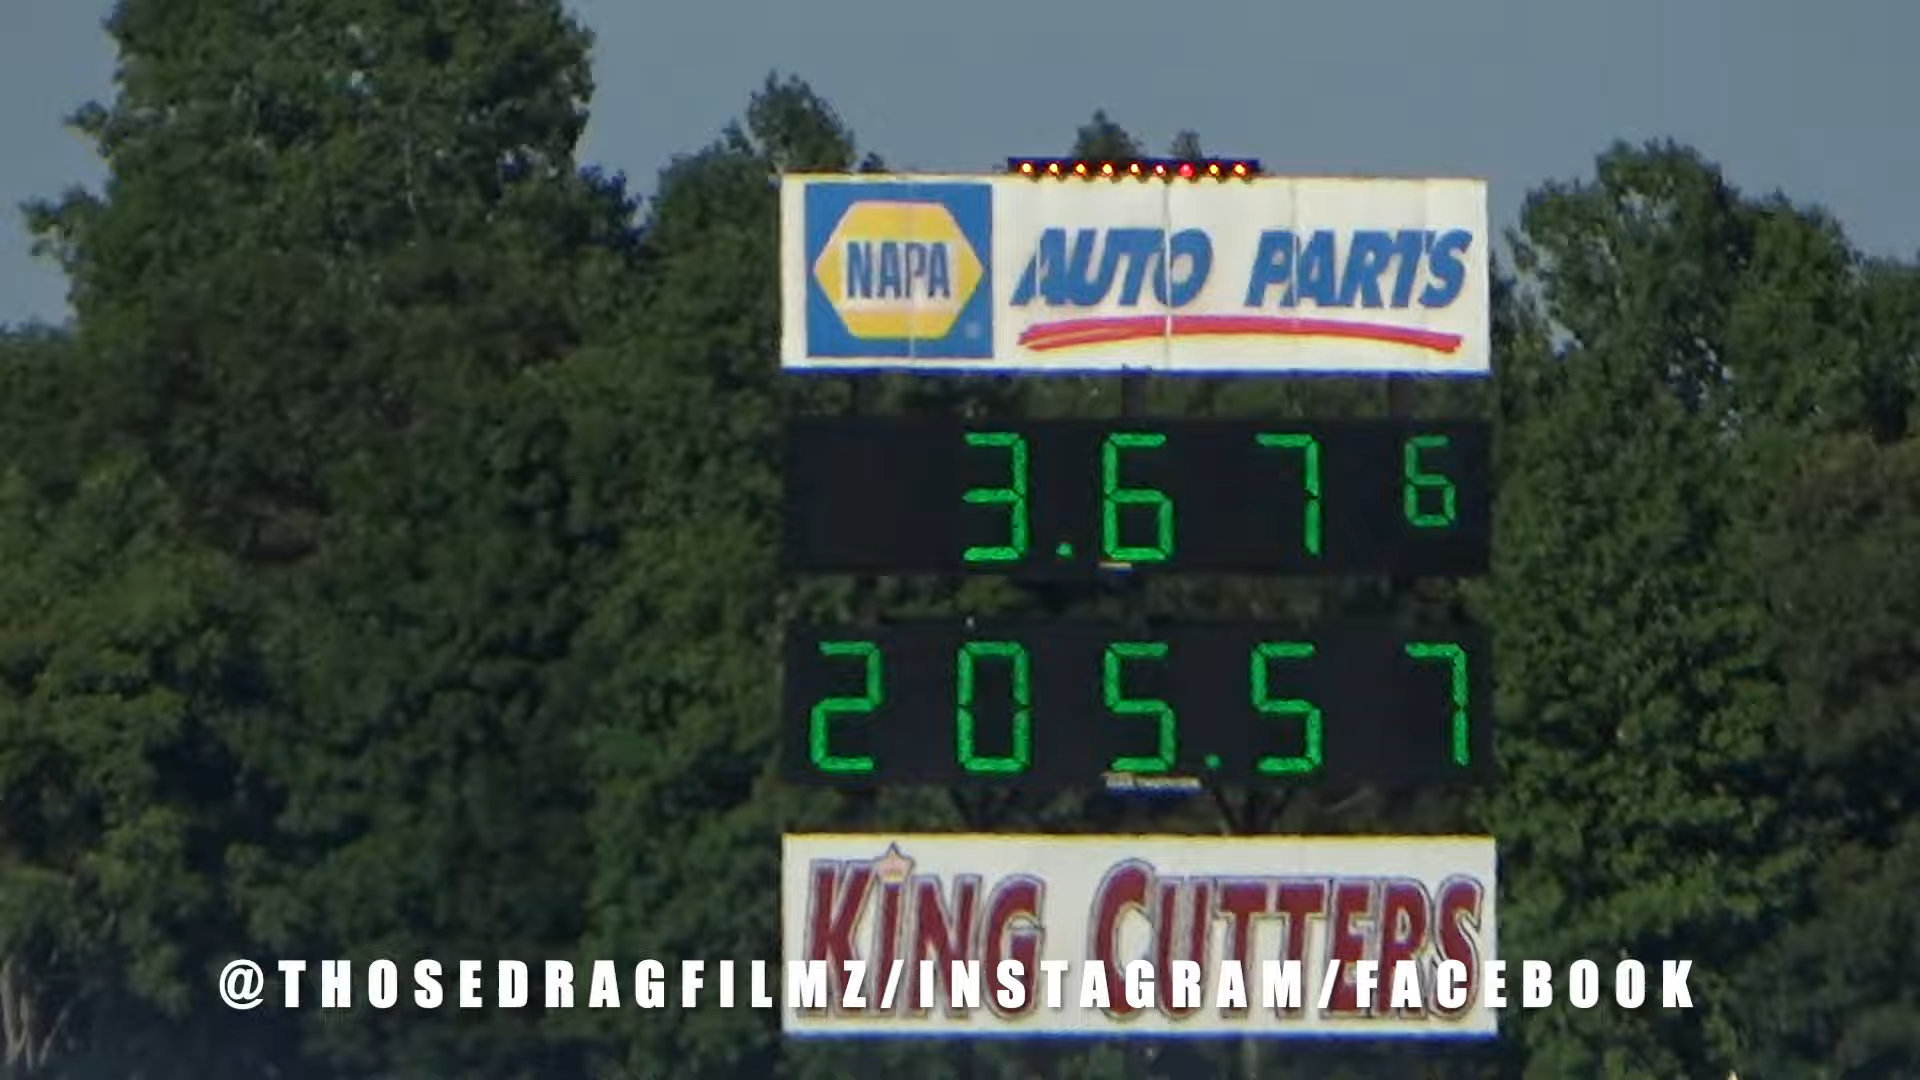 NAPA AUTO PARTS
3.676
205.57
KING CUTTERS
@THOSEDRAGFILMZ/INSTAGRAM/FACEBOOK